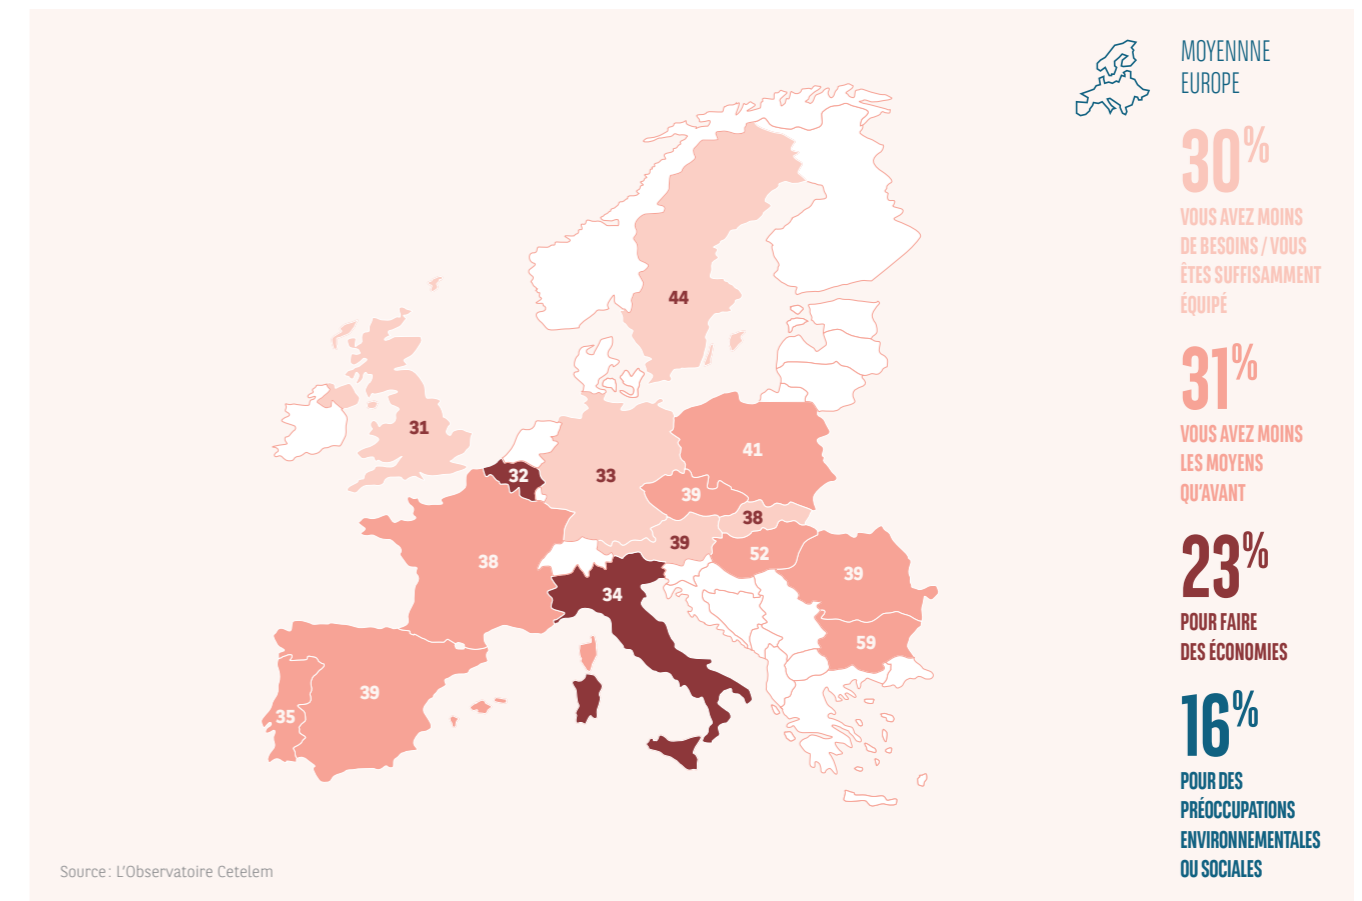 MOYENNNE
EUROPE
30%
VOUS AVEZ MOINS
DE BESOINS / VOUS
ÊTES SUFFISAMMENT
ÉQUIPÉ
31%
VOUS AVEZ MOINS
LES MOYENS
QU'AVANT
23%
POUR FAIRE
DES ÉCONOMIES
16%
POUR DES
PRÉOCCUPATIONS
ENVIRONNEMENTALES
OU SOCIALES
44
31
32
33
41
39
38
39
52
38
34
39
59
39
35
Source : L'Observatoire Cetelem